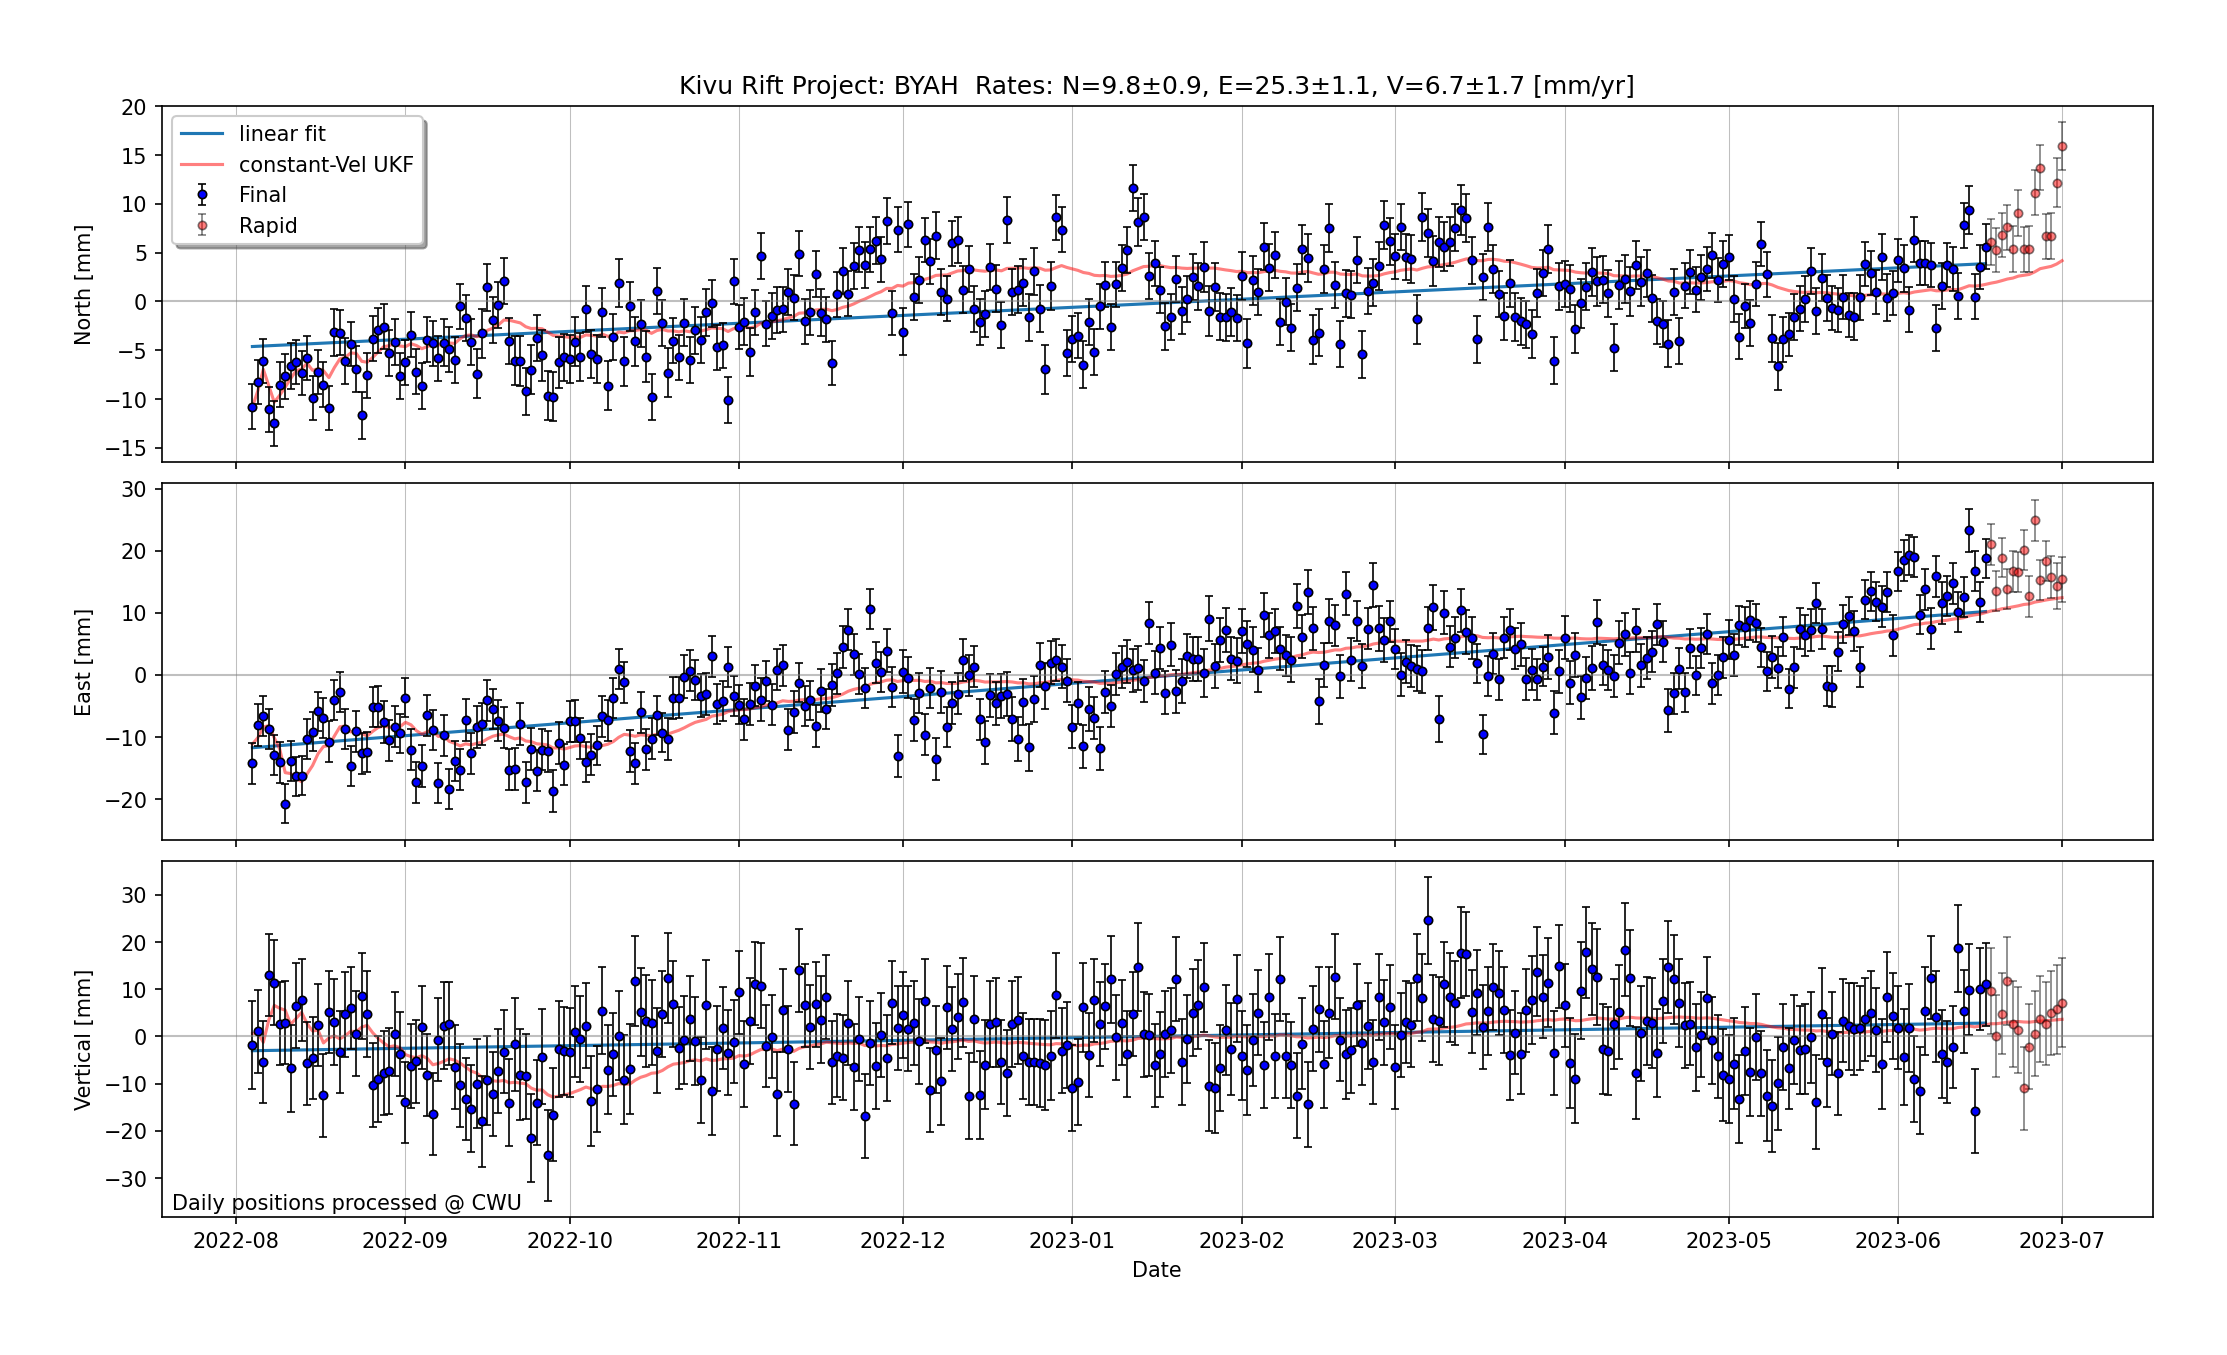 Kivu Rift Project: BYAH  Rates: N=9.8±0.9, E=25.3±1.1, V=6.7±1.7 [mm/yr]
linear fit
constant-Vel UKF
Final
Rapid
North [mm]
20
15
10
5
0
−5
−10
−15
East [mm]
30
20
10
0
−10
−20
Vertical [mm]
30
20
10
0
−10
−20
−30
Daily positions processed @ CWU
2022-08 2022-09 2022-10 2022-11 2022-12 2023-01 2023-02 2023-03 2023-04 2023-05 2023-06 2023-07
Date